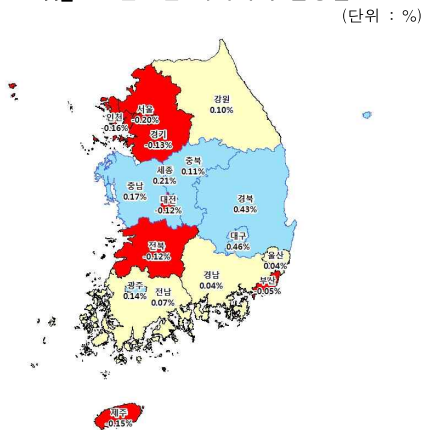 (단위 : %)
강원
0.10%
서울
-0.20%
인천
-0.16%
경기
-0.13%
충북
0.11%
세종
0.21%
충남
0.17%
대전
-0.12%
경북
0.43%
대구
0.46%
전북
-0.12%
울산
0.04%
부산
-0.05%
경남
0.04%
광주
0.14%
전남
0.07%
제주
-0.15%